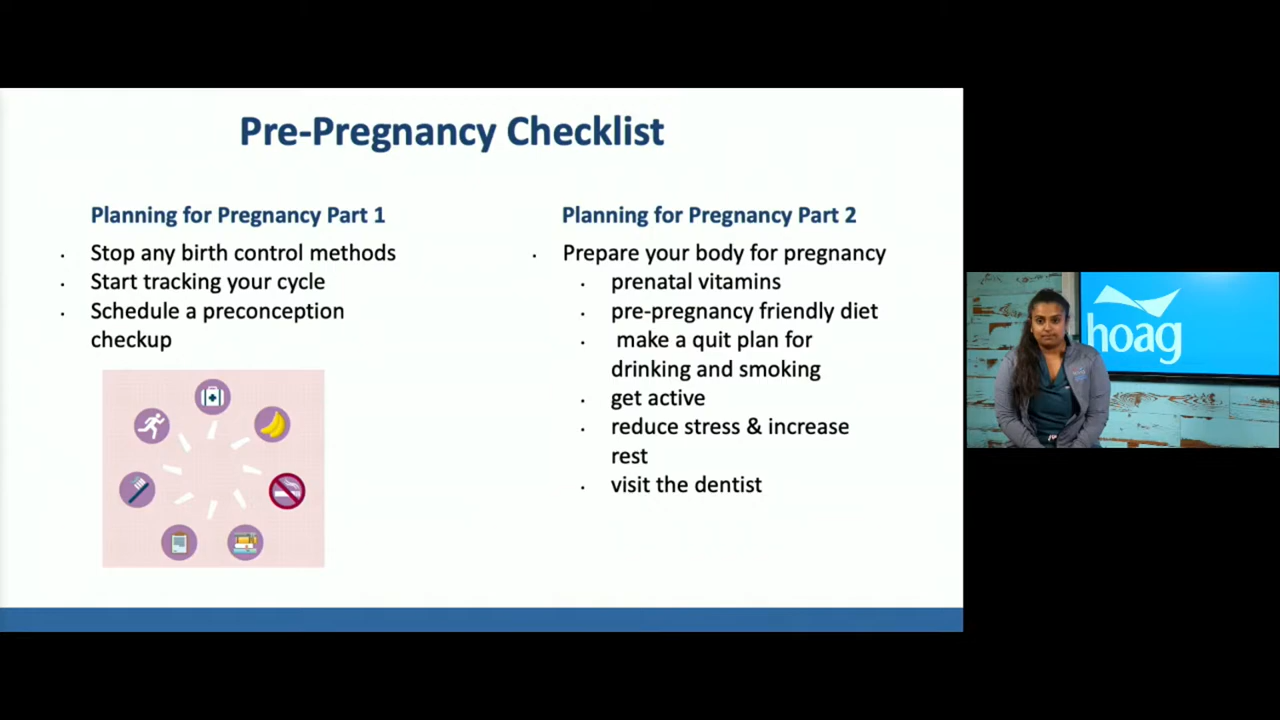 Pre-Pregnancy Checklist
Planning for Pregnancy Part 1
· Stop any birth control methods
· Start tracking your cycle
· Schedule a preconception
checkup
Planning for Pregnancy Part 2
· Prepare your body for pregnancy
· prenatal vitamins
· pre-pregnancy friendly diet
· make a quit plan for
drinking and smoking
· get active
· reduce stress & increase
rest
· visit the dentist
hoag